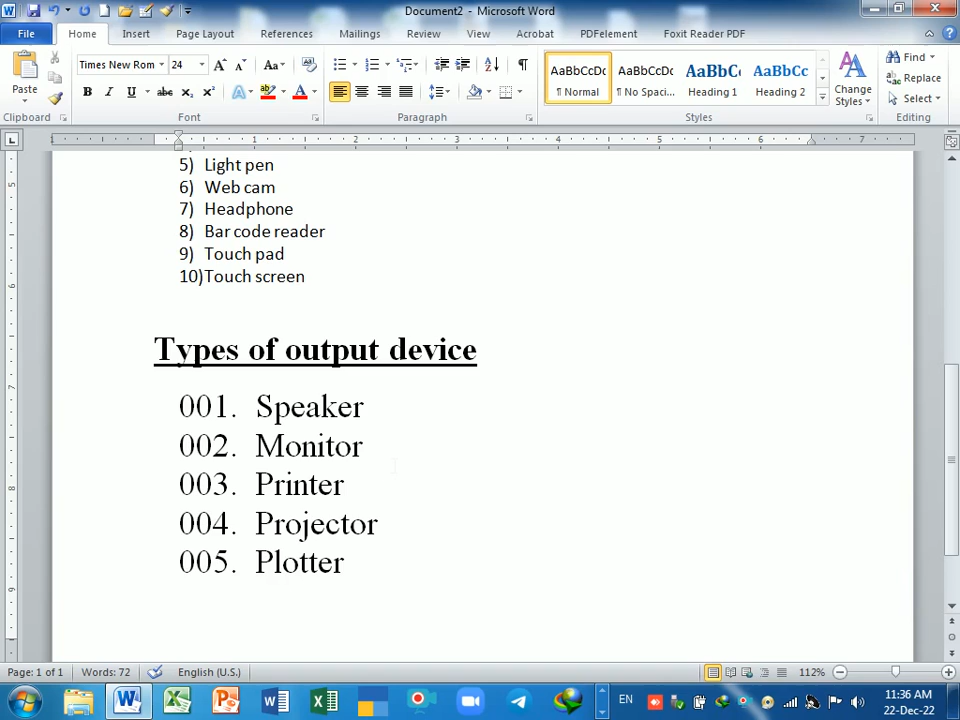 Document2 - Microsoft Word
File Home Insert Page Layout References Mailings Review View Acrobat PDFelement Foxit Reader PDF
Times New Rom 24
Paste
Clipboard Font Paragraph Styles Editing
AaBbCcDc AaBbCcDc AaBbCc AaBbCc
¶ Normal ¶ No Spaci... Heading 1 Heading 2
Change Styles
Find
Replace
Select
5) Light pen
6) Web cam
7) Headphone
8) Bar code reader
9) Touch pad
10)Touch screen
Types of output device
001. Speaker
002. Monitor
003. Printer
004. Projector
005. Plotter
Page: 1 of 1 Words: 72 English (U.S.) 112%
EN
11:36 AM
22-Dec-22